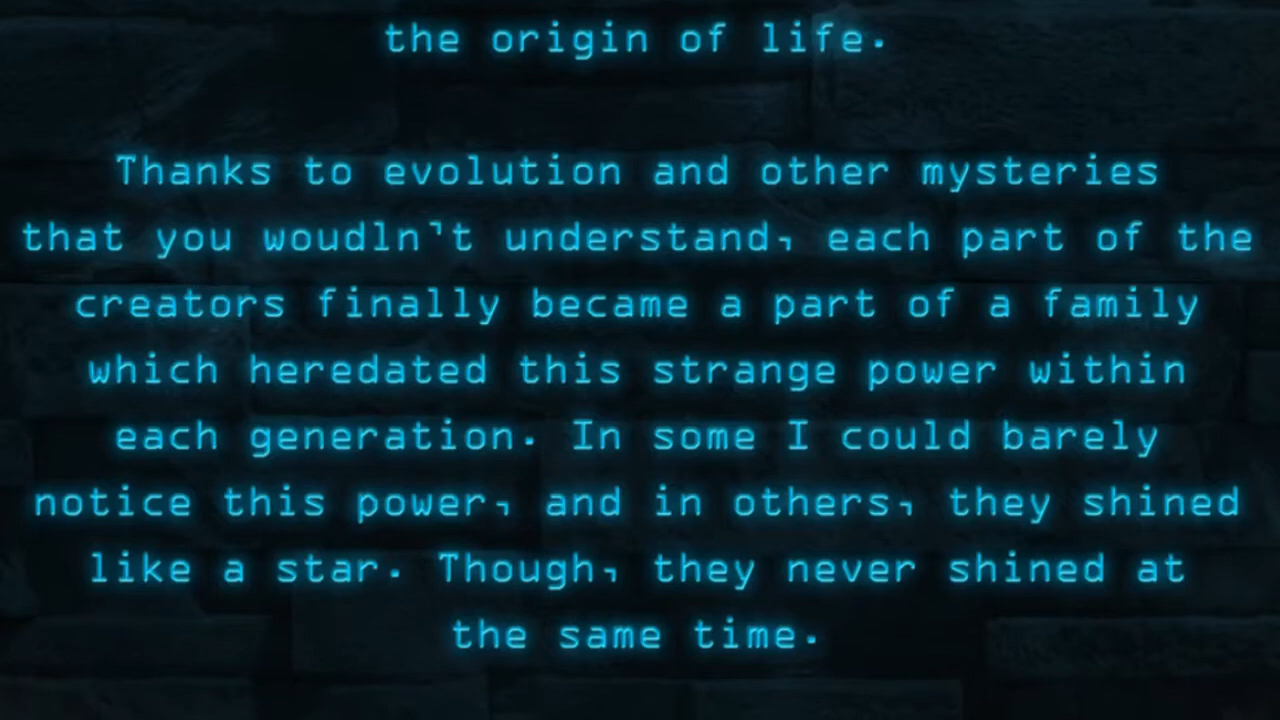 the origin of life.
Thanks to evolution and other mysteries
that you woudln't understand, each part of the
creators finally became a part of a family
which heredated this strange power within
each generation. In some I could barely
notice this power, and in others, they shined
like a star. Though, they never shined at
the same time.